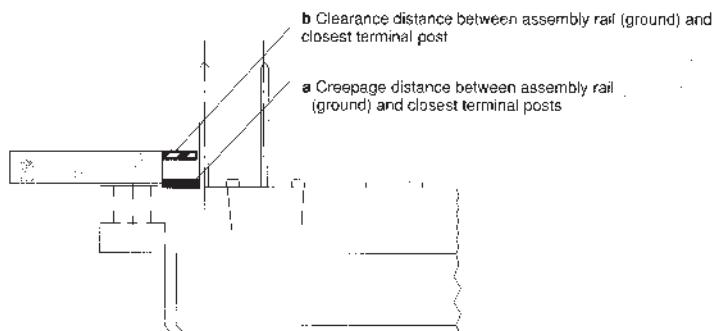 b Clearance distance between assembly rail (ground) and
closest terminal post
a Creepage distance between assembly rail
(ground) and closest terminal posts